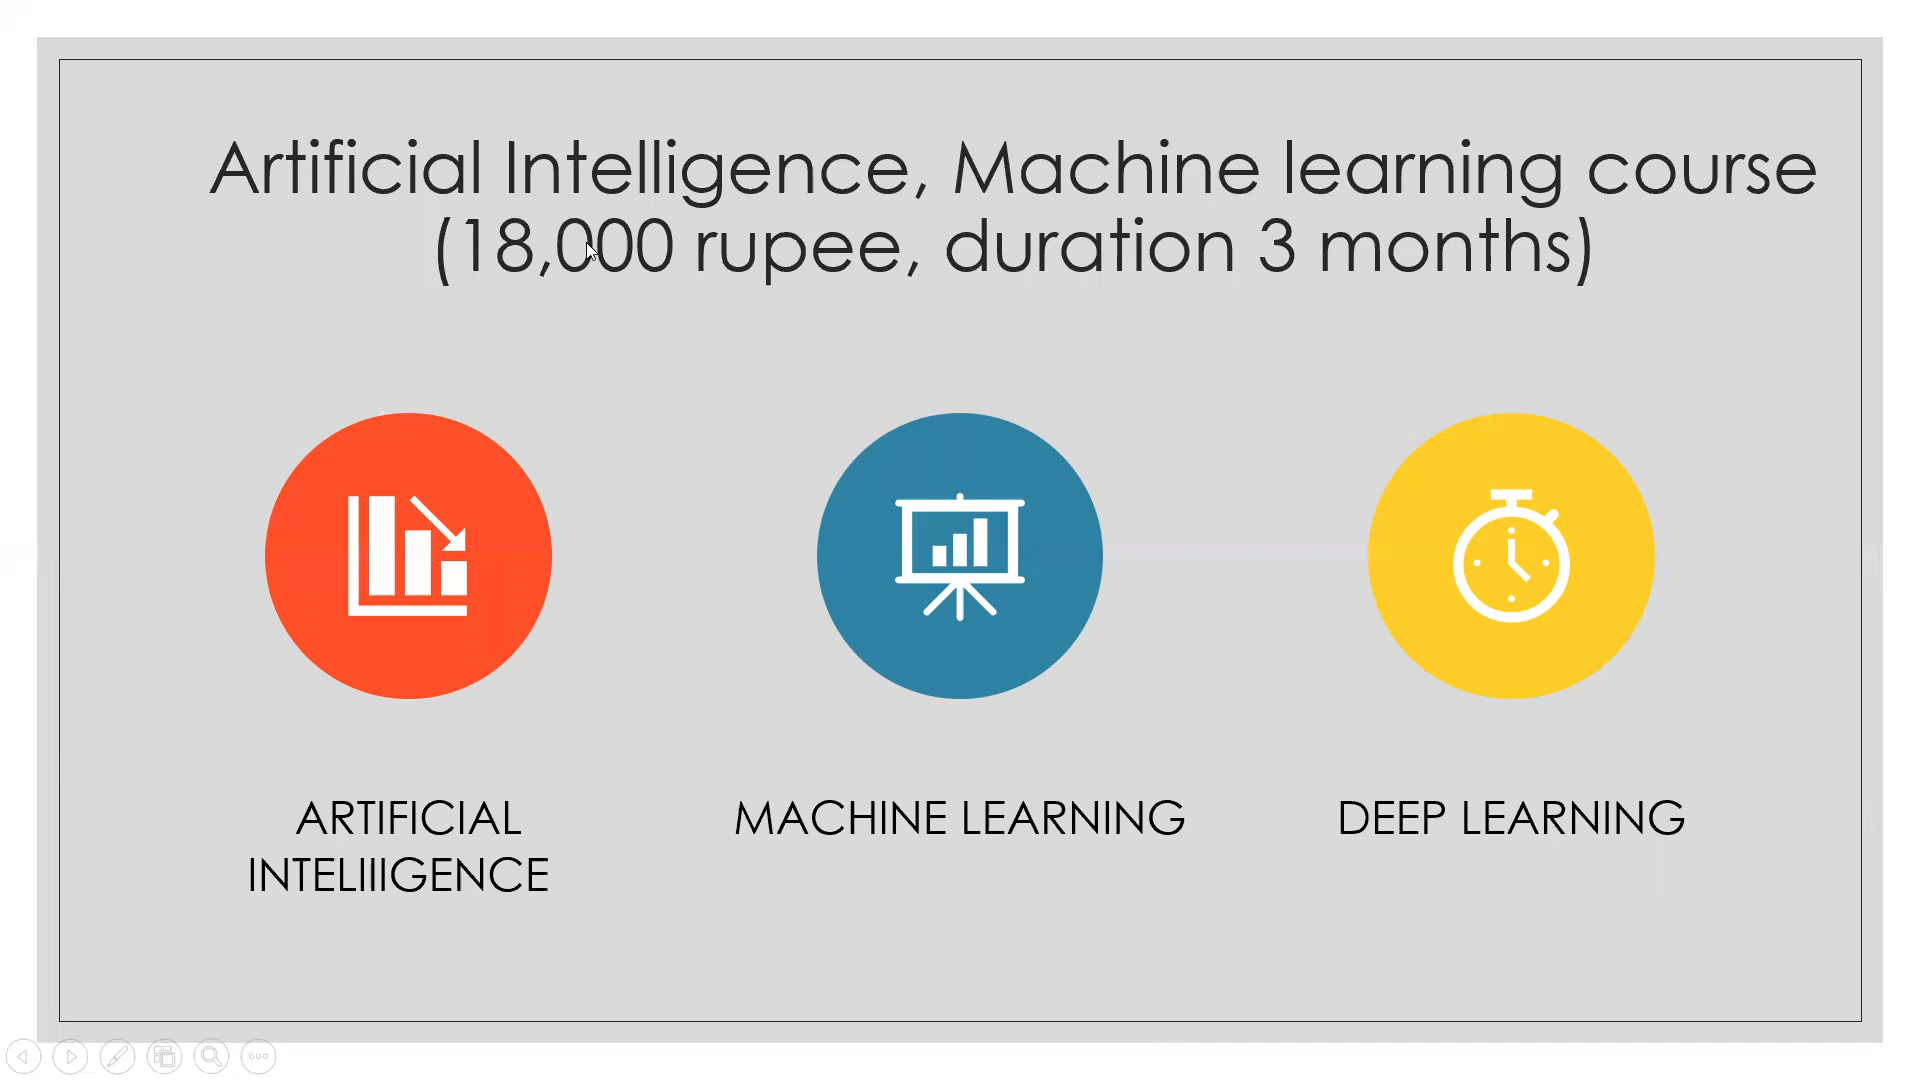 Artificial Intelligence, Machine learning course
(18,000 rupee, duration 3 months)
ARTIFICIAL
INTELIIIGENCE
MACHINE LEARNING
DEEP LEARNING